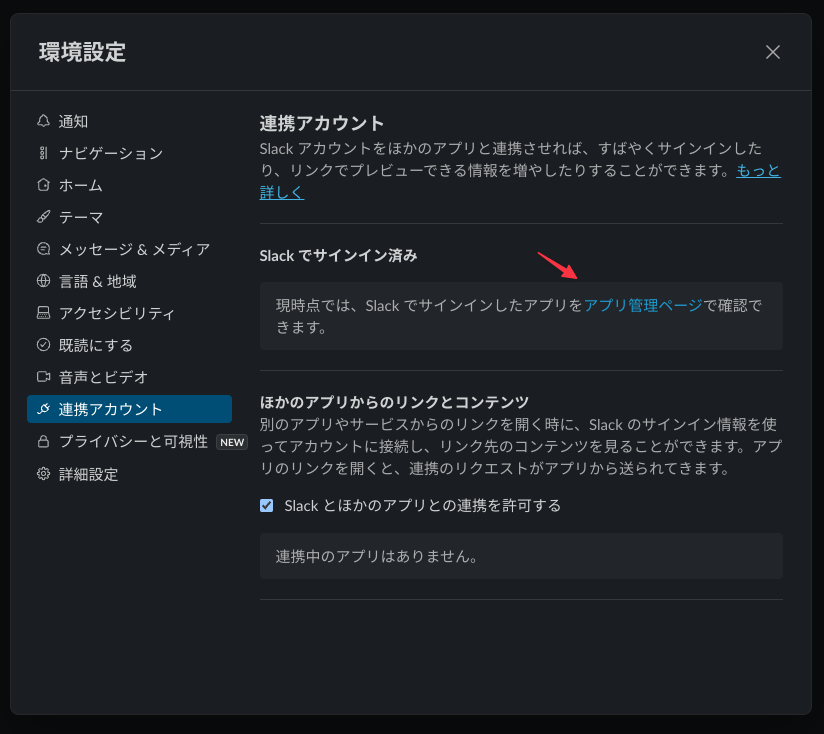 環境設定
通知
ナビゲーション
ホーム
テーマ
メッセージ & メディア
言語 & 地域
アクセシビリティ
既読にする
音声とビデオ
連携アカウント
プライバシーと可視性 NEW
詳細設定
連携アカウント
Slack アカウントをほかのアプリと連携させれば、すばやくサインインした
り、リンクでプレビューできる情報を増やしたりすることができます。もっと
詳しく
Slack でサインイン済み
現時点では、Slack でサインインしたアプリをアプリ管理ページで確認で
きます。
ほかのアプリからのリンクとコンテンツ
別のアプリやサービスからのリンクを開く時に、Slack のサインイン情報を使
ってアカウントに接続し、リンク先のコンテンツを見ることができます。アプ
リのリンクを開くと、連携のリクエストがアプリから送られてきます。
Slack とほかのアプリとの連携を許可する
連携中のアプリはありません。